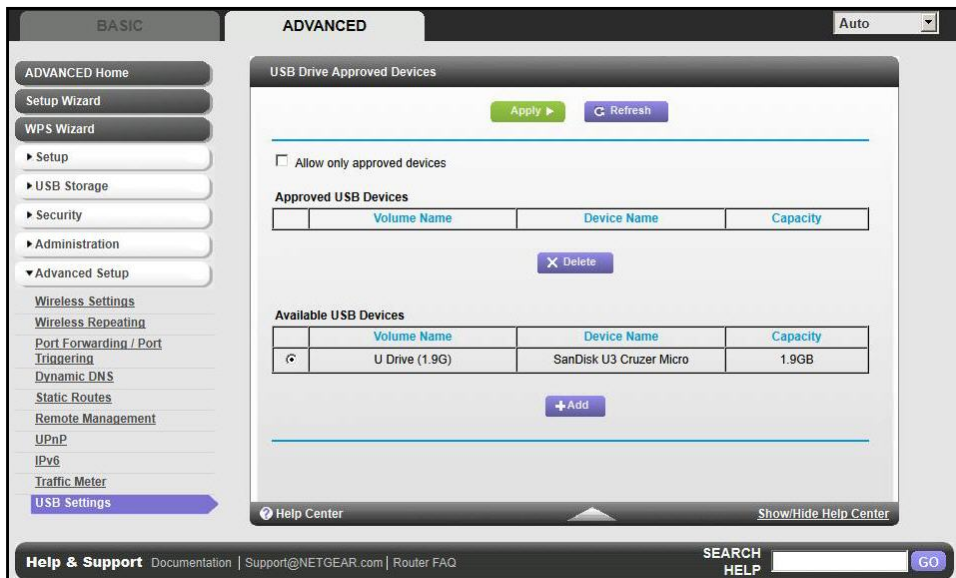 BASIC
ADVANCED
Auto
ADVANCED Home
Setup Wizard
WPS Wizard
Setup
USB Storage
Security
Administration
Advanced Setup
Wireless Settings
Wireless Repeating
Port Forwarding / Port
Triggering
Dynamic DNS
Static Routes
Remote Management
UPnP
IPv6
Traffic Meter
USB Settings
USB Drive Approved Devices
Apply
Refresh
Allow only approved devices
Approved USB Devices
Volume Name Device Name Capacity
Delete
Available USB Devices
Volume Name Device Name Capacity
U Drive (1.9G) SanDisk U3 Cruzer Micro 1.9GB
+Add
Help Center
Show/Hide Help Center
Help & Support Documentation | Support@NETGEAR.com | Router FAQ
SEARCH
HELP
GO